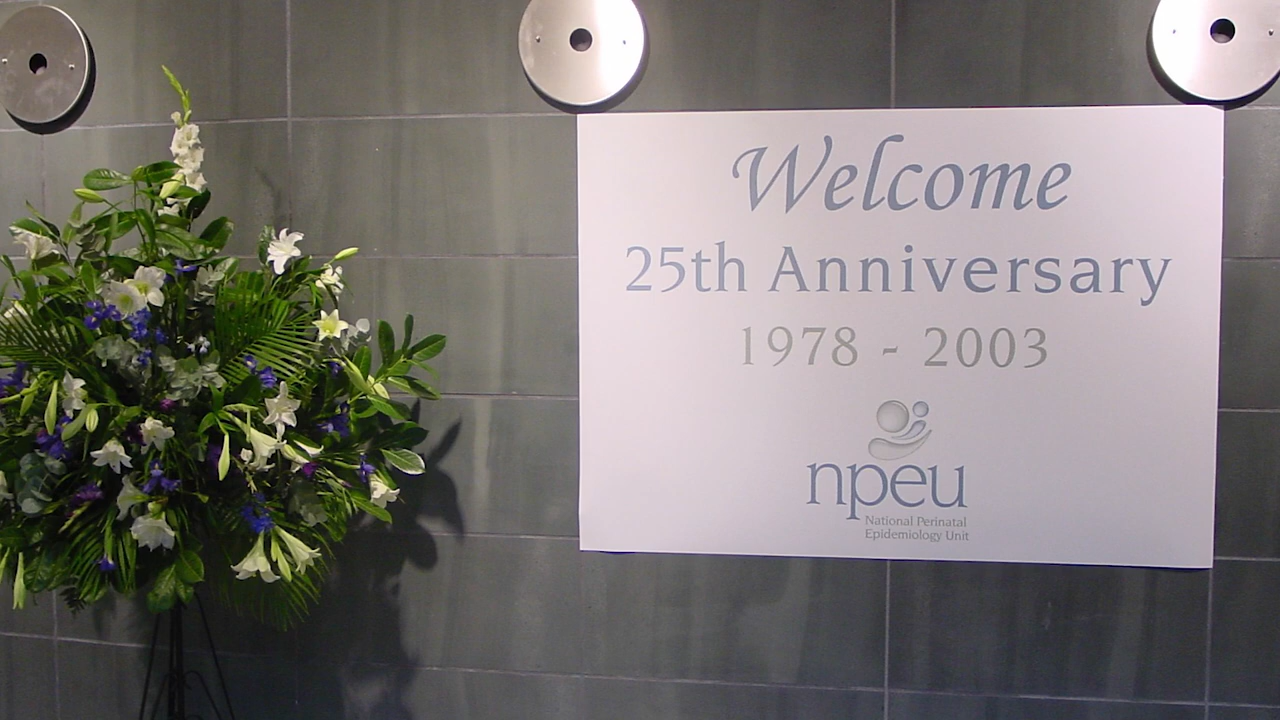 Welcome
25th Anniversary
1978 - 2003
npeu
National Perinatal
Epidemiology Unit